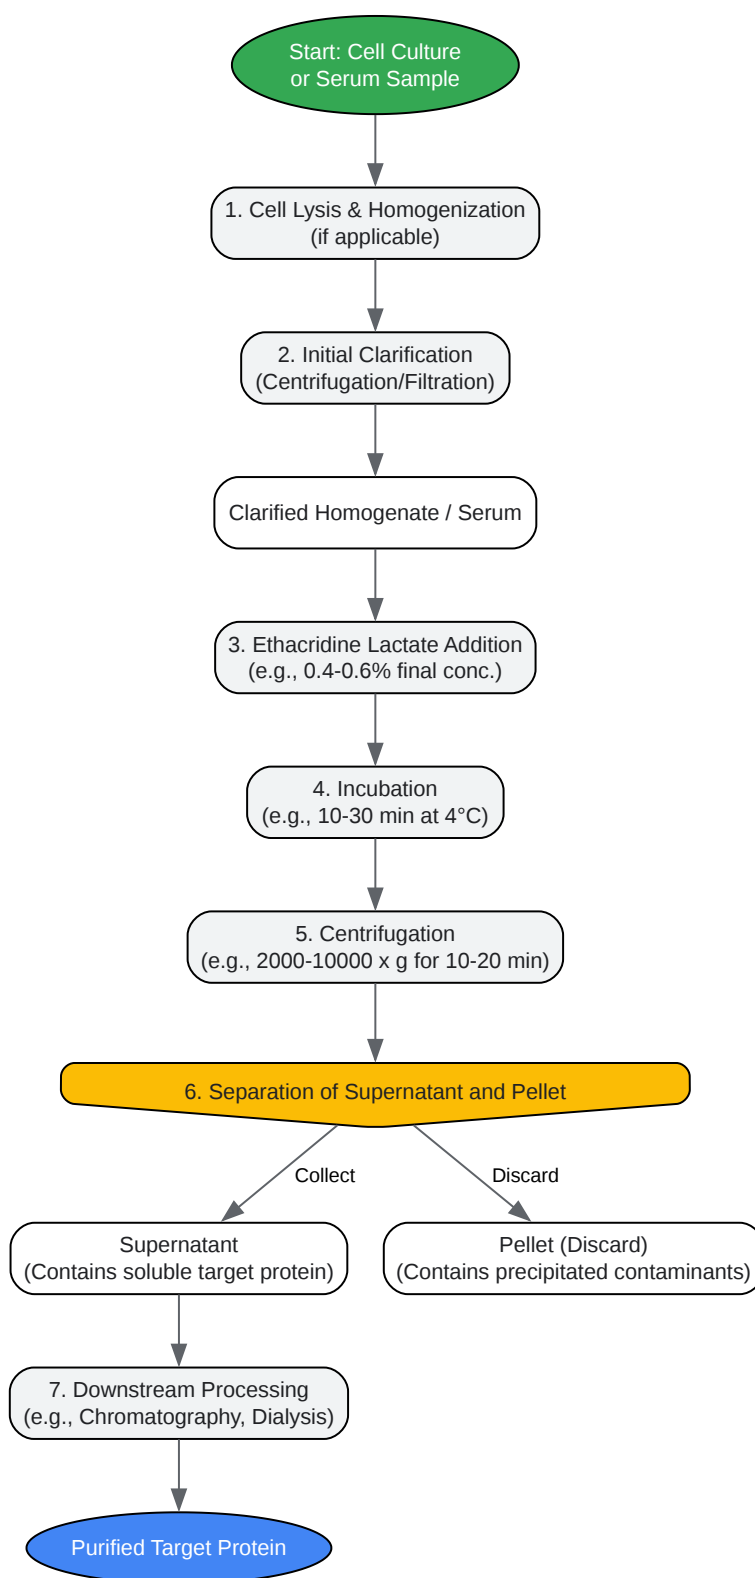 Start: Cell Culture
or Serum Sample
1. Cell Lysis & Homogenization
(if applicable)
2. Initial Clarification
(Centrifugation/Filtration)
Clarified Homogenate / Serum
3. Ethacridine Lactate Addition
(e.g., 0.4-0.6% final conc.)
4. Incubation
(e.g., 10-30 min at 4°C)
5. Centrifugation
(e.g., 2000-10000 x g for 10-20 min)
6. Separation of Supernatant and Pellet
Collect
Discard
Supernatant
(Contains soluble target protein)
Pellet (Discard)
(Contains precipitated contaminants)
7. Downstream Processing
(e.g., Chromatography, Dialysis)
Purified Target Protein